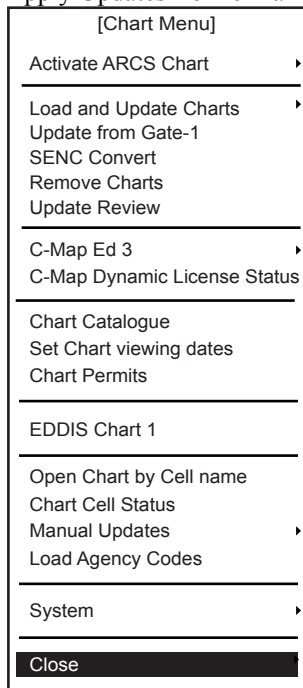 [Chart Menu]
Activate ARCS Chart
Load and Update Charts
Update from Gate-1
SENC Convert
Remove Charts
Update Review
C-Map Ed 3
C-Map Dynamic License Status
Chart Catalogue
Set Chart viewing dates
Chart Permits
EDDIS Chart 1
Open Chart by Cell name
Chart Cell Status
Manual Updates
Load Agency Codes
System
Close